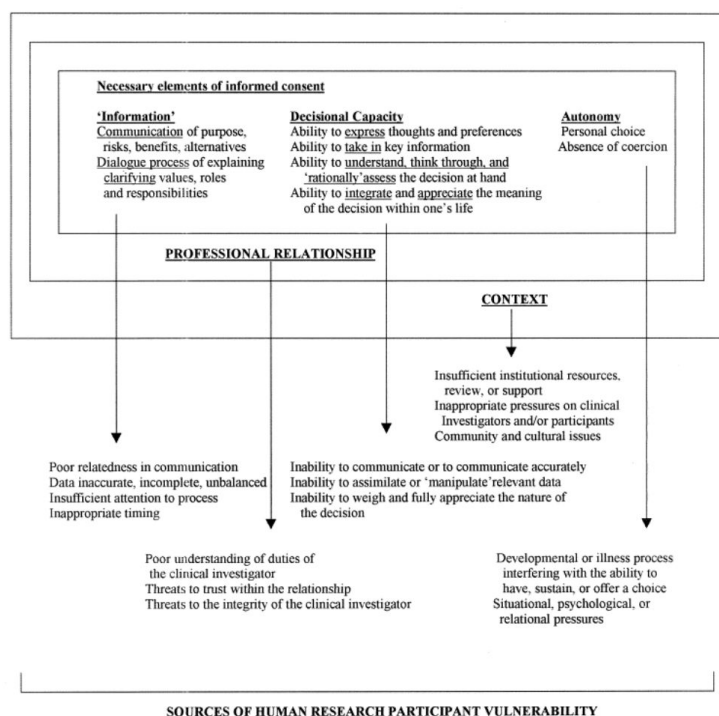 Necessary elements of informed consent
‘Information’
Communication of purpose,
risks, benefits, alternatives
Dialogue process of explaining
clarifying values, roles
and responsibilities
Decisional Capacity
Ability to express thoughts and preferences
Ability to take in key information
Ability to understand, think through, and
‘rationally’assess the decision at hand
Ability to integrate and appreciate the meaning
of the decision within one’s life
Autonomy
Personal choice
Absence of coercion
PROFESSIONAL RELATIONSHIP
CONTEXT
Insufficient institutional resources,
review, or support
Inappropriate pressures on clinical
Investigators and/or participants
Community and cultural issues
Poor relatedness in communication
Data inaccurate, incomplete, unbalanced
Insufficient attention to process
Inappropriate timing
Inability to communicate or to communicate accurately
Inability to assimilate or ‘manipulate’relevant data
Inability to weigh and fully appreciate the nature of
the decision
Poor understanding of duties of
the clinical investigator
Threats to trust within the relationship
Threats to the integrity of the clinical investigator
Developmental or illness process
interfering with the ability to
have, sustain, or offer a choice
Situational, psychological, or
relational pressures
SOURCES OF HUMAN RESEARCH PARTICIPANT VULNERABILITY